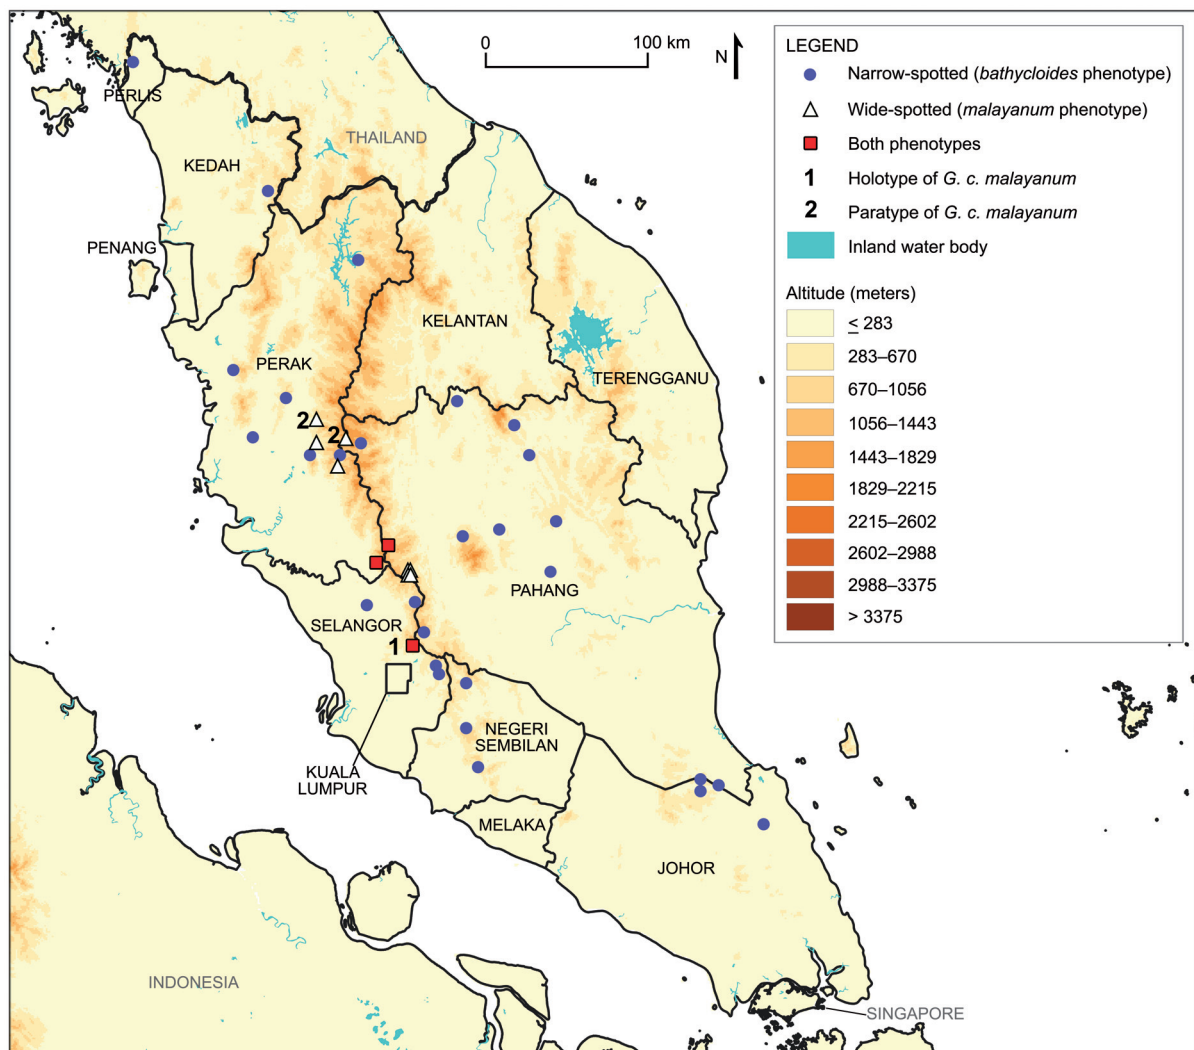 0 100 km
N
LEGEND
Narrow-spotted (bathycloides phenotype)
Wide-spotted (malayanum phenotype)
Both phenotypes
1 Holotype of G. c. malayanum
2 Paratype of G. c. malayanum
Inland water body
Altitude (meters)
≤ 283
283–670
670–1056
1056–1443
1443–1829
1829–2215
2215–2602
2602–2988
2988–3375
> 3375
PERLIS
THAILAND
KEDAH
PENANG
KELANTAN
PERAK
TERENGGANU
2
2
PAHANG
SELANGOR
1
NEGERI
SEMBILAN
KUALA
LUMPUR
MELAKA
JOHOR
INDONESIA
SINGAPORE